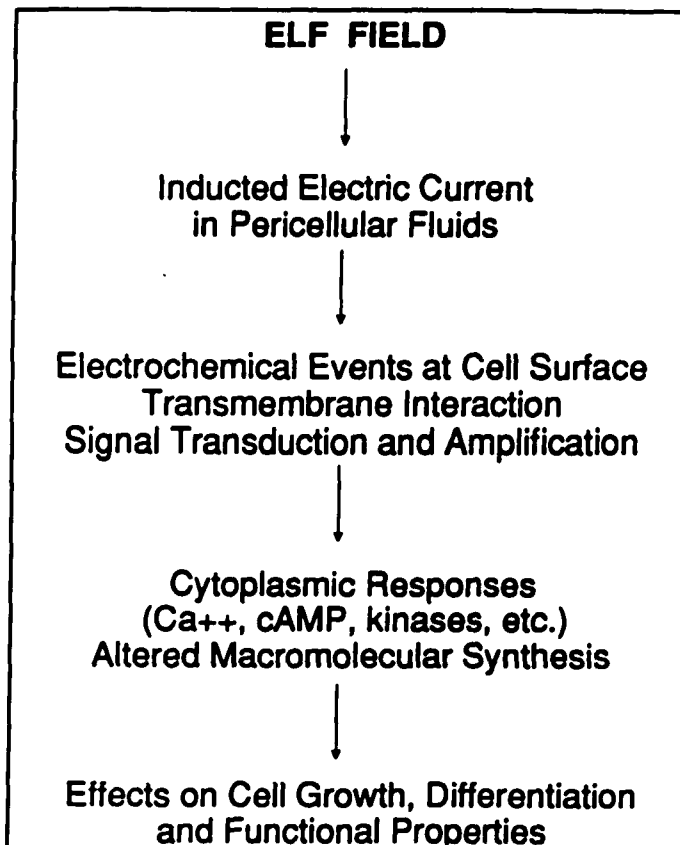 ELF FIELD
Inducted Electric Current
in Pericellular Fluids
Electrochemical Events at Cell Surface
Transmembrane Interaction
Signal Transduction and Amplification
Cytoplasmic Responses
(Ca++, cAMP, kinases, etc.)
Altered Macromolecular Synthesis
Effects on Cell Growth, Differentiation
and Functional Properties